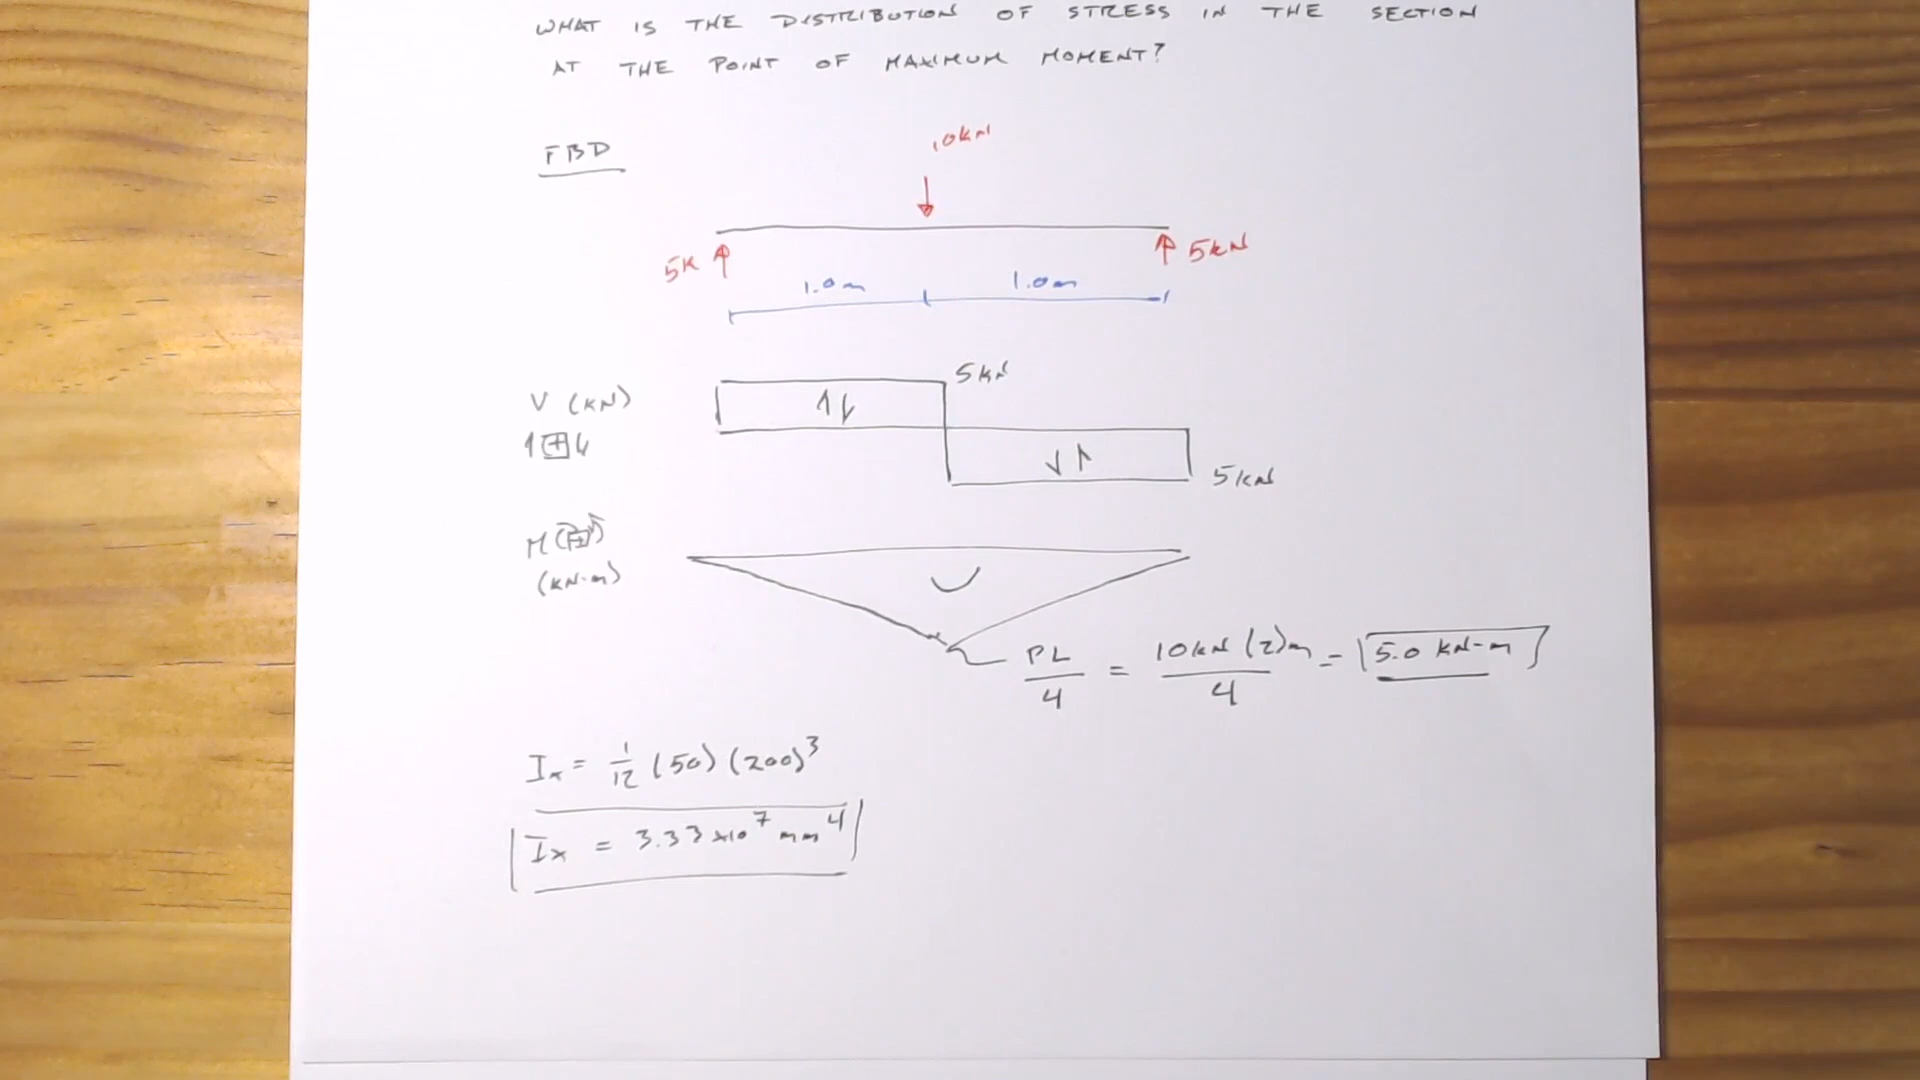 WHAT IS THE DISTRIBUTION OF STRESS IN THE SECTION
AT THE POINT OF MAXIMUM MOMENT?
FBD
10kN
5K
5kN
1.0m
1.0m
5kN
V (KN)
5kN
M
(KN-m)
PL/4 = 10kN (2)m/4 = 5.0 kN-m
Ix = 1/12 (50) (200)³
Ix = 3.33 x10⁷ mm⁴